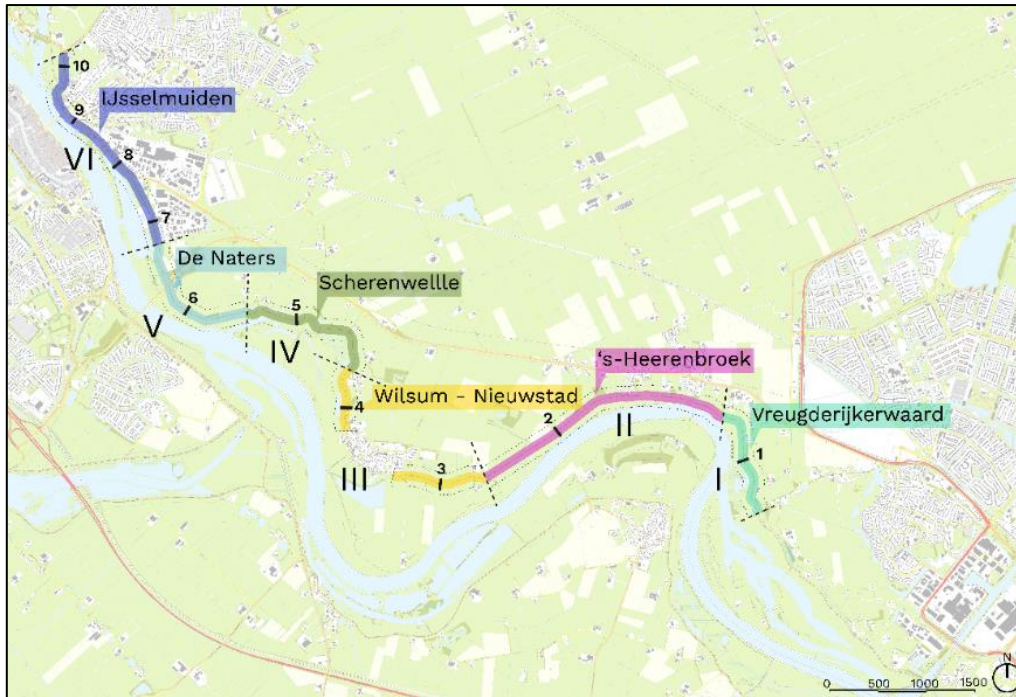 10
IJsselmuiden
9
VI
8
7
De Naters
6
5
Scherenwellle
V
IV
's-Heerenbroek
Wilsum - Nieuwstad
4
2
II
Vreugderijkerwaard
III
3
1
I
N
0 500 1000 1500